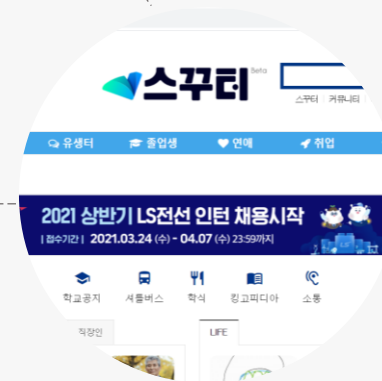 스꾸터 Beta
스꾸터 커뮤니티
유생터 졸업생 연애 취업
2021 상반기 LS전선 인턴 채용시작
| 접수기간 | 2021.03.24 (수) - 04.07 (수) 23:59까지
학교공지 셔틀버스 학식 킹고피디아 소통
직장인 LIFE